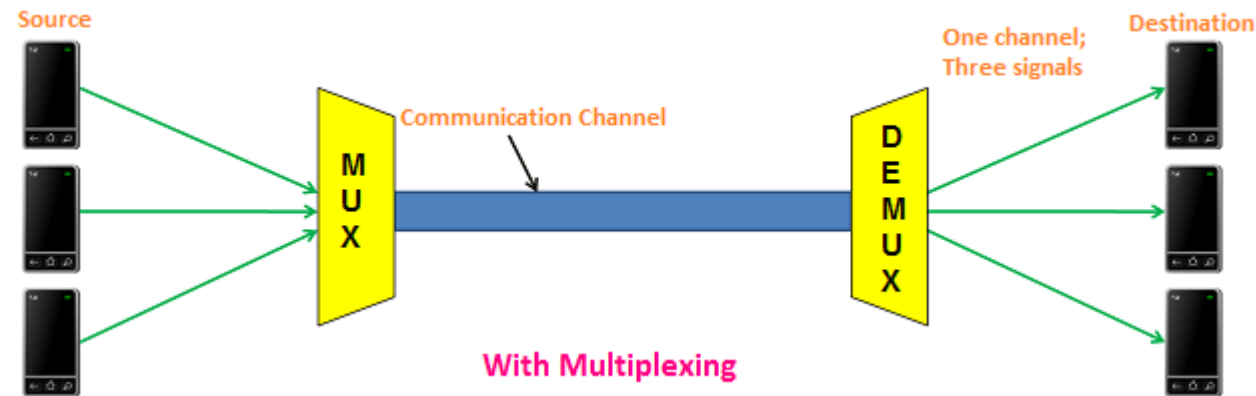 Source
Destination
One channel;
Three signals
Communication Channel
M
U
X
D
E
M
U
X
With Multiplexing